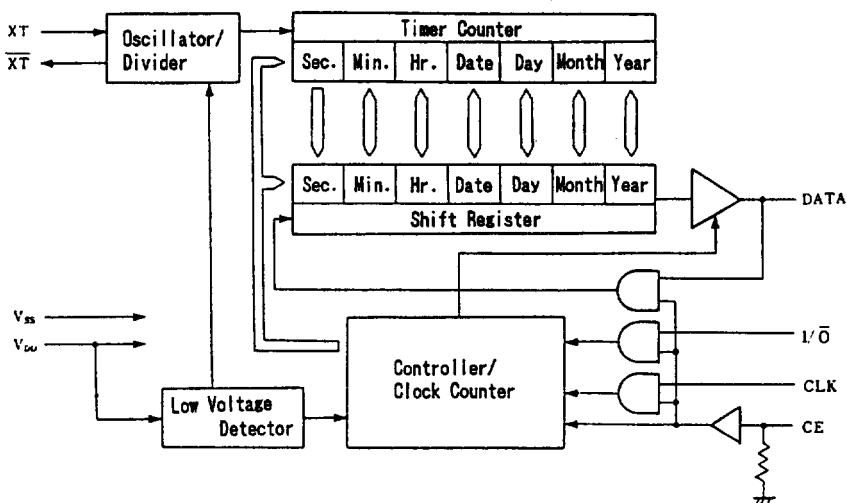 XT
XT
Oscillator/
Divider
Timer Counter
Sec. Min. Hr. Date Day Month Year
Sec. Min. Hr. Date Day Month Year
Shift Register
DATA
VSS
VDD
Low Voltage
Detector
Controller/
Clock Counter
I/O
CLK
CE